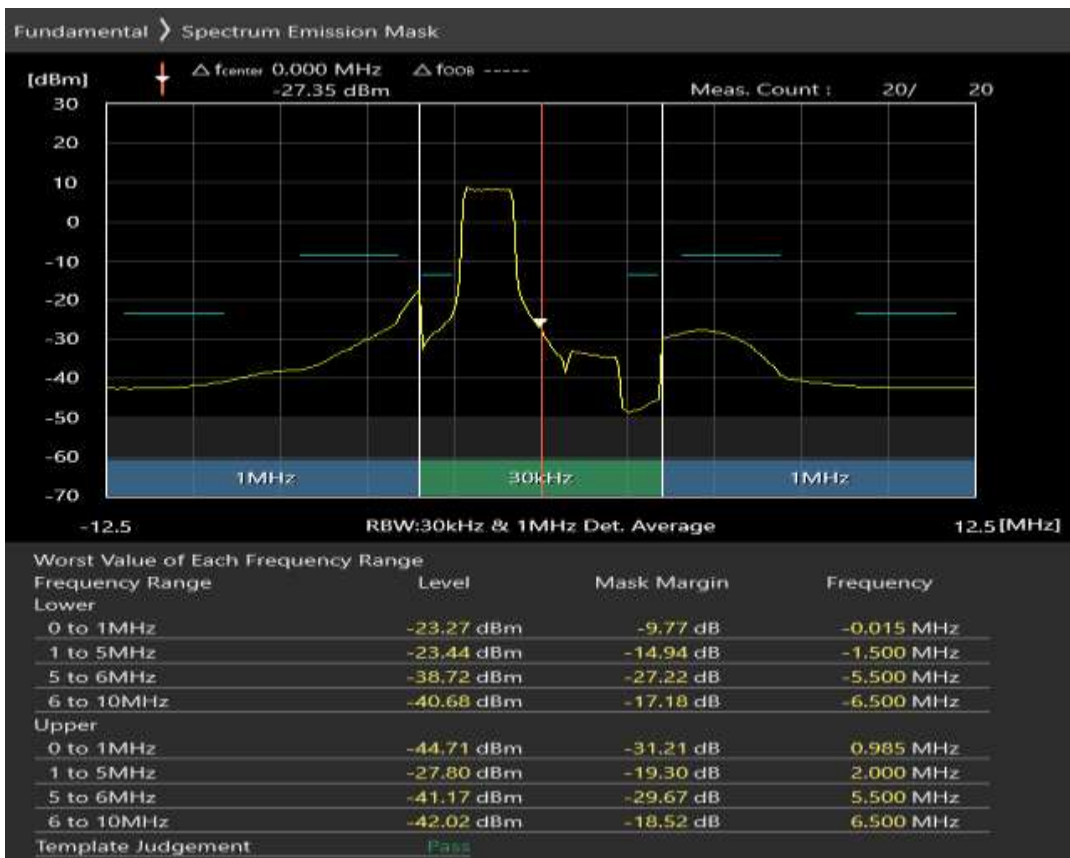 Fundamental 〉 Spectrum Emission Mask
[dBm] △ fcenter 0.000 MHz △ fOOB -----
-27.35 dBm Meas. Count : 20/ 20
30
20
10
0
-10
-20
-30
-40
-50
-60
-70
1MHz 30kHz 1MHz
-12.5 RBW:30kHz & 1MHz Det. Average 12.5 [MHz]
Worst Value of Each Frequency Range
Frequency Range Level Mask Margin Frequency
Lower
0 to 1MHz -23.27 dBm -9.77 dB -0.015 MHz
1 to 5MHz -23.44 dBm -14.94 dB -1.500 MHz
5 to 6MHz -38.72 dBm -27.22 dB -5.500 MHz
6 to 10MHz -40.68 dBm -17.18 dB -6.500 MHz
Upper
0 to 1MHz -44.71 dBm -31.21 dB 0.985 MHz
1 to 5MHz -27.80 dBm -19.30 dB 2.000 MHz
5 to 6MHz -41.17 dBm -29.67 dB 5.500 MHz
6 to 10MHz -42.02 dBm -18.52 dB 6.500 MHz
Template Judgement Pass